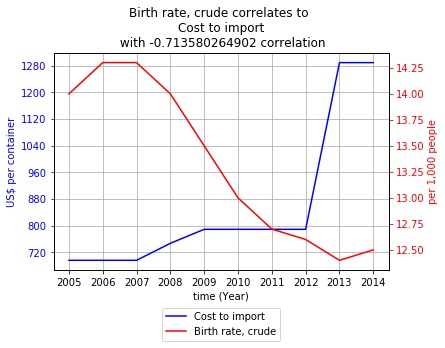 Birth rate, crude correlates to
Cost to import
with -0.713580264902 correlation
1280
1200
1120
1040
960
880
800
720
US$ per container
14.25
14.00
13.75
13.50
13.25
13.00
12.75
12.50
per 1,000 people
2005 2006 2007 2008 2009 2010 2011 2012 2013 2014
time (Year)
Cost to import
Birth rate, crude